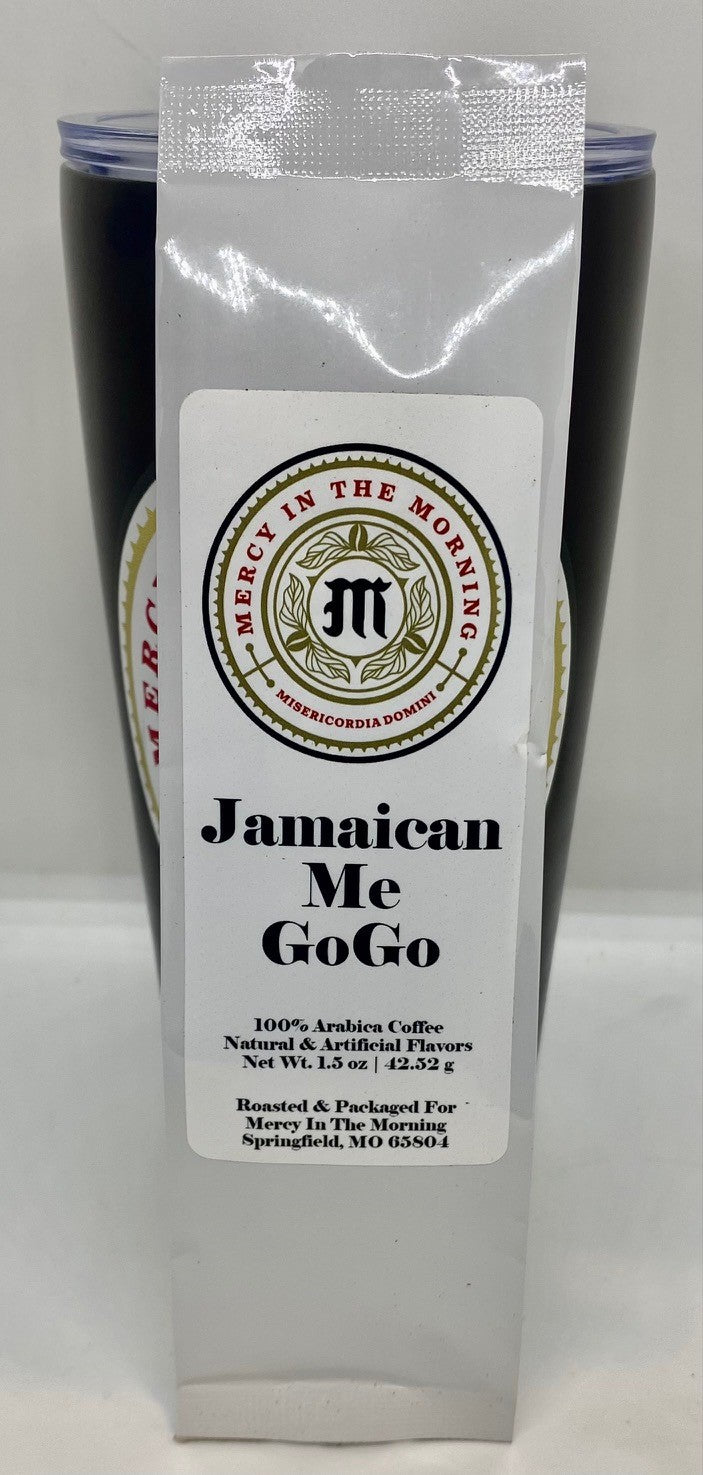 MERCY IN THE MORNING
M
MISERICORDIA DOMINI
Jamaican
Me
GoGo
100% Arabica Coffee
Natural & Artificial Flavors
Net Wt. 1.5 oz | 42.52 g
Roasted & Packaged For
Mercy In The Morning
Springfield, MO 65804
MERCY